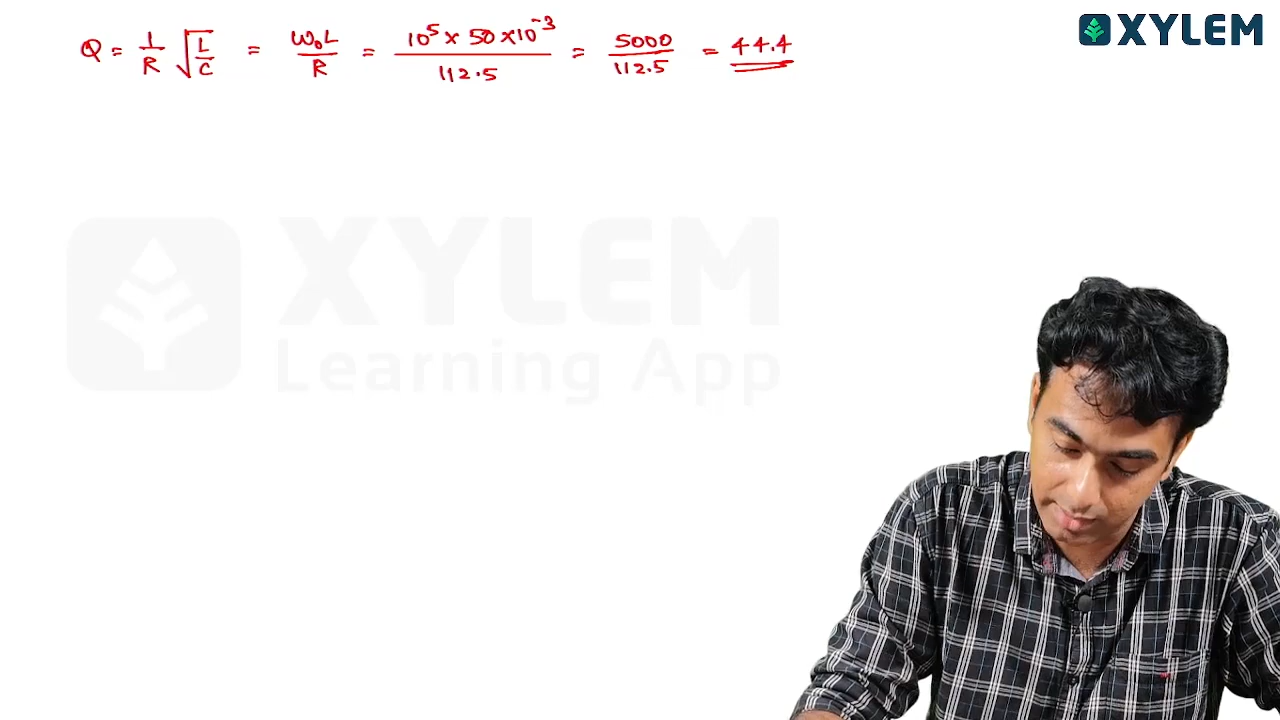 Q = 1/R √(L/C) = ω₀L/R = 10⁵ × 50 × 10⁻³/112.5 = 5000/112.5 = 44.4
XYLEM
XYLEM
Learning App